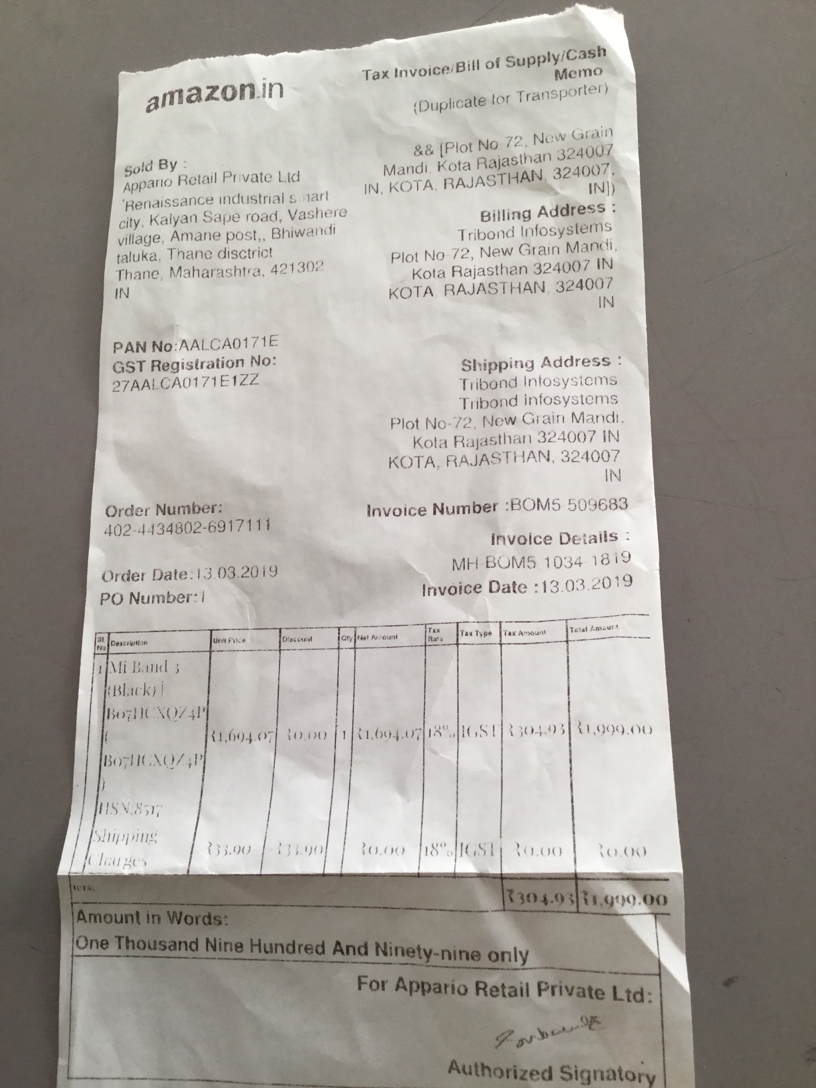 amazon.in
Tax Invoice/Bill of Supply/Cash
Memo
(Duplicate for Transporter)
Sold By :
Appario Retail Private Ltd
'Renaissance industrial smart
city, Kalyan Sape road, Vashere
village, Amane post,, Bhiwandi
taluka, Thane disctrict
Thane, Maharashtra, 421302
IN
&& [Plot No-72, New Grain
Mandi, Kota Rajasthan 324007
IN, KOTA, RAJASTHAN, 324007,
IN])
Billing Address :
Tribond Infosystems
Plot No-72, New Grain Mandi,
Kota Rajasthan 324007 IN
KOTA, RAJASTHAN, 324007
IN
PAN No:AALCA0171E
GST Registration No:
27AALCA0171E1ZZ
Shipping Address :
Tribond Infosystems
Tribond infosystems
Plot No-72, New Grain Mandi,
Kota Rajasthan 324007 IN
KOTA, RAJASTHAN, 324007
IN
Order Number:
402-4434802-6917111
Invoice Number :BOM5 509683
Invoice Details :
MH-BOM5-1034-1819
Order Date:13.03.2019
Invoice Date :13.03.2019
PO Number:
Sl No Description Unit Price Discount Qty Net Amount Tax Rate Tax Type Tax Amount Total Amount
1 Mi Band 3
(Black) |
B07HCXQZ4P
(
₹1,694.07 ₹0.00 1 ₹1,694.07 18% IGST ₹304.93 ₹1,999.00
B07HCXQZ4P
)
HSN:8517
Shipping
Charges ₹33.90 ₹33.90 ₹0.00 18% IGST ₹0.00 ₹0.00
TOTAL: ₹304.93 ₹1,999.00
Amount in Words:
One Thousand Nine Hundred And Ninety-nine only
For Appario Retail Private Ltd:
Authorized Signatory